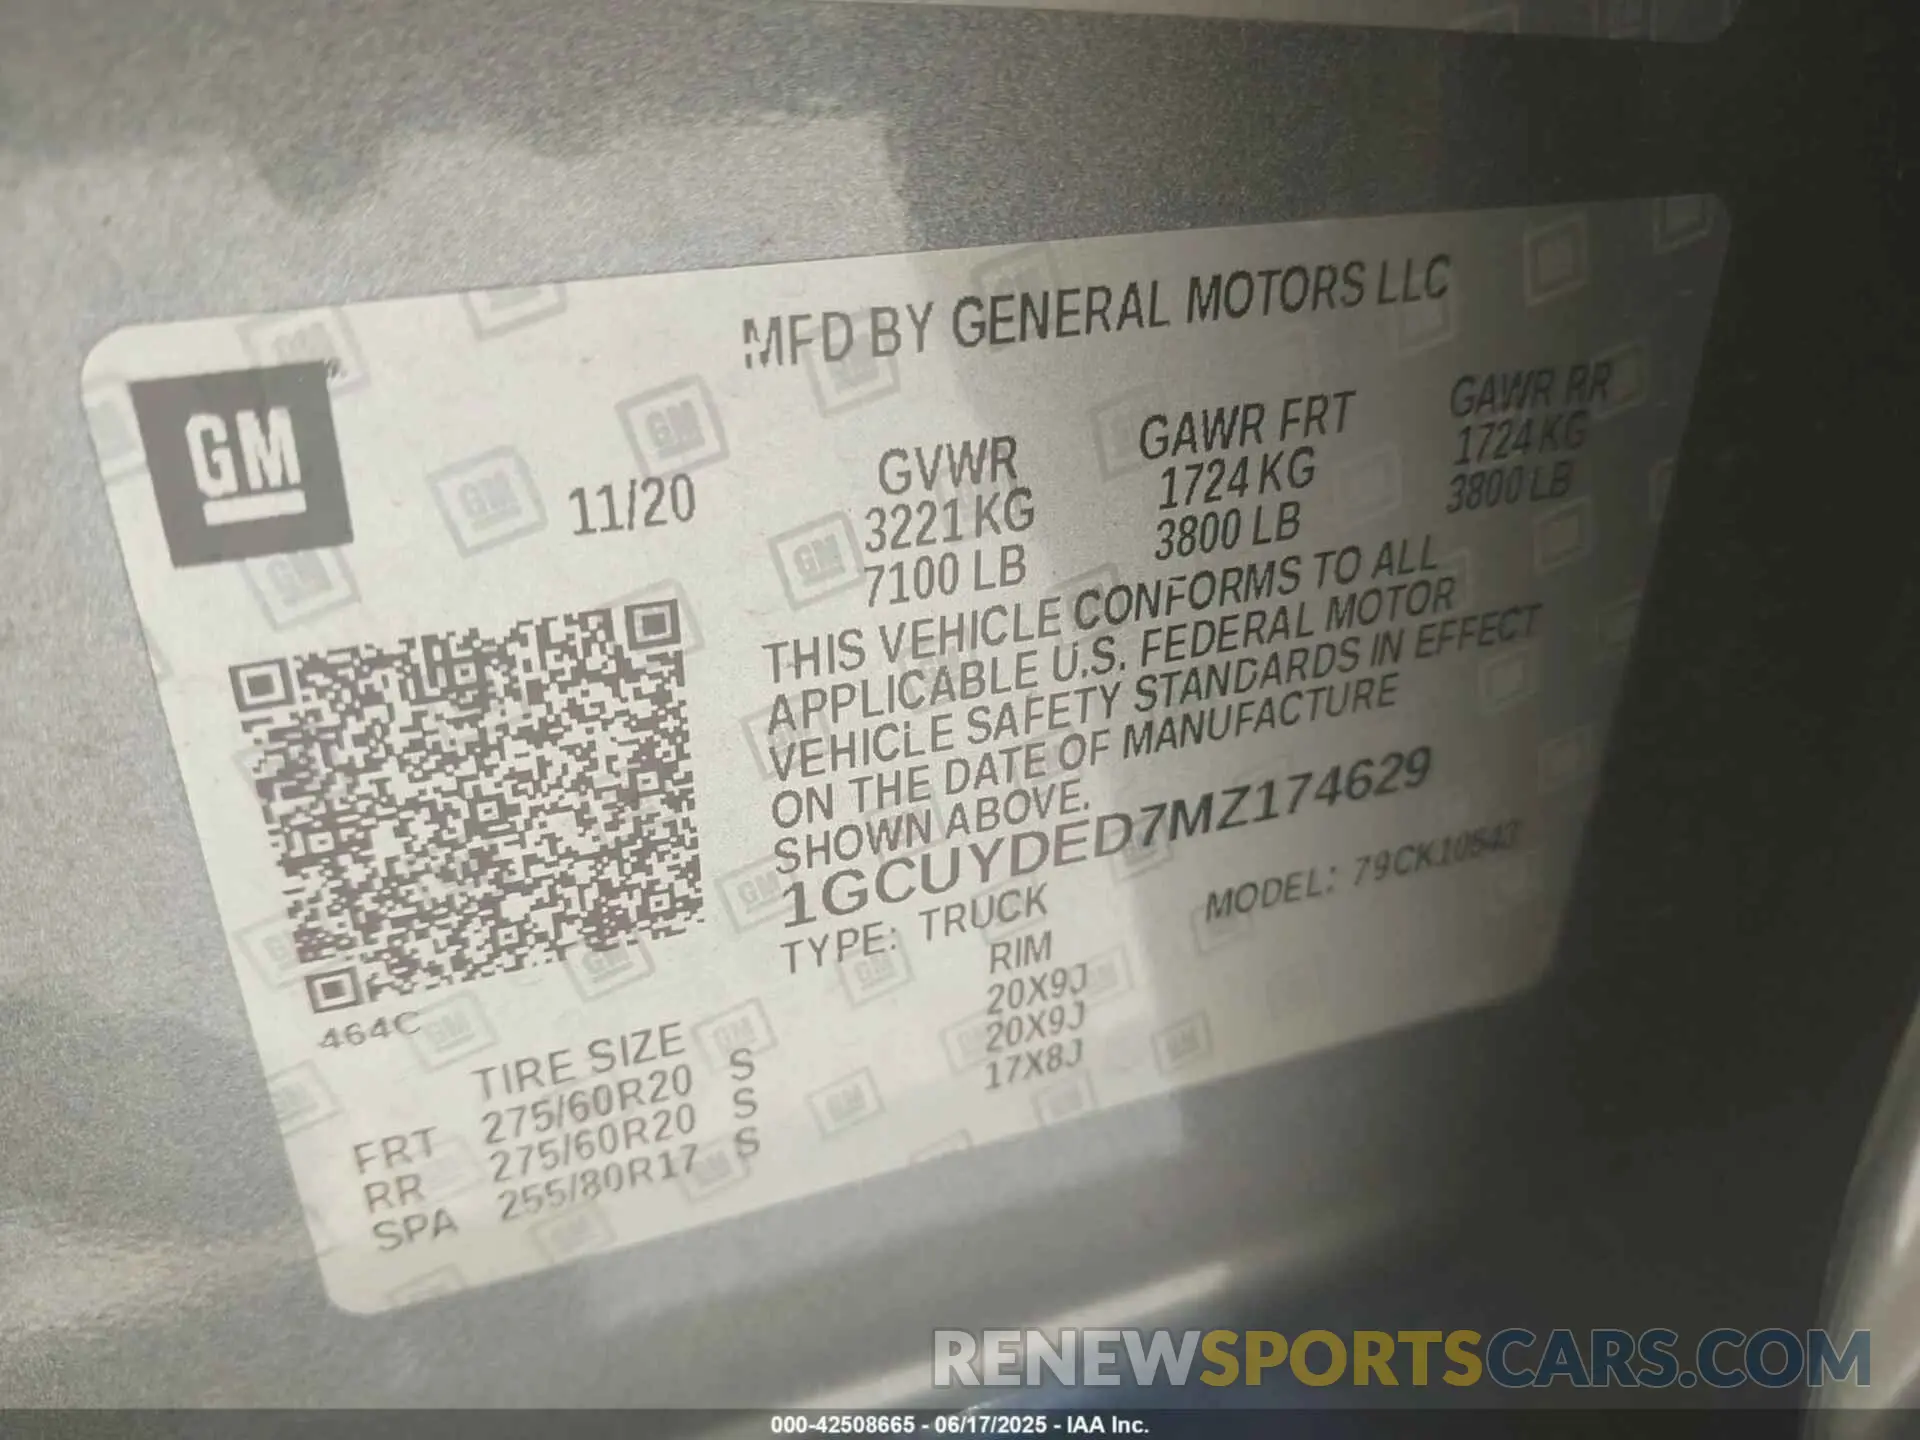 MFD BY GENERAL MOTORS LLC
GM
11/20
GVWR
3221 KG
7100 LB
GAWR FRT
1724 KG
3800 LB
GAWR RR
1724 KG
3800 LB
THIS VEHICLE CONFORMS TO ALL
APPLICABLE U.S. FEDERAL MOTOR
VEHICLE SAFETY STANDARDS IN EFFECT
ON THE DATE OF MANUFACTURE
SHOWN ABOVE.
1GCUYDED7MZ174629
TYPE: TRUCK
MODEL: 79CK10543
464C
TIRE SIZE RIM
FRT 275/60R20 S 20X9J
RR 275/60R20 S 20X9J
SPA 255/80R17 S 17X8J
RENEWSPORTSCARS.COM
000-42508665 - 06/17/2025 - IAA Inc.